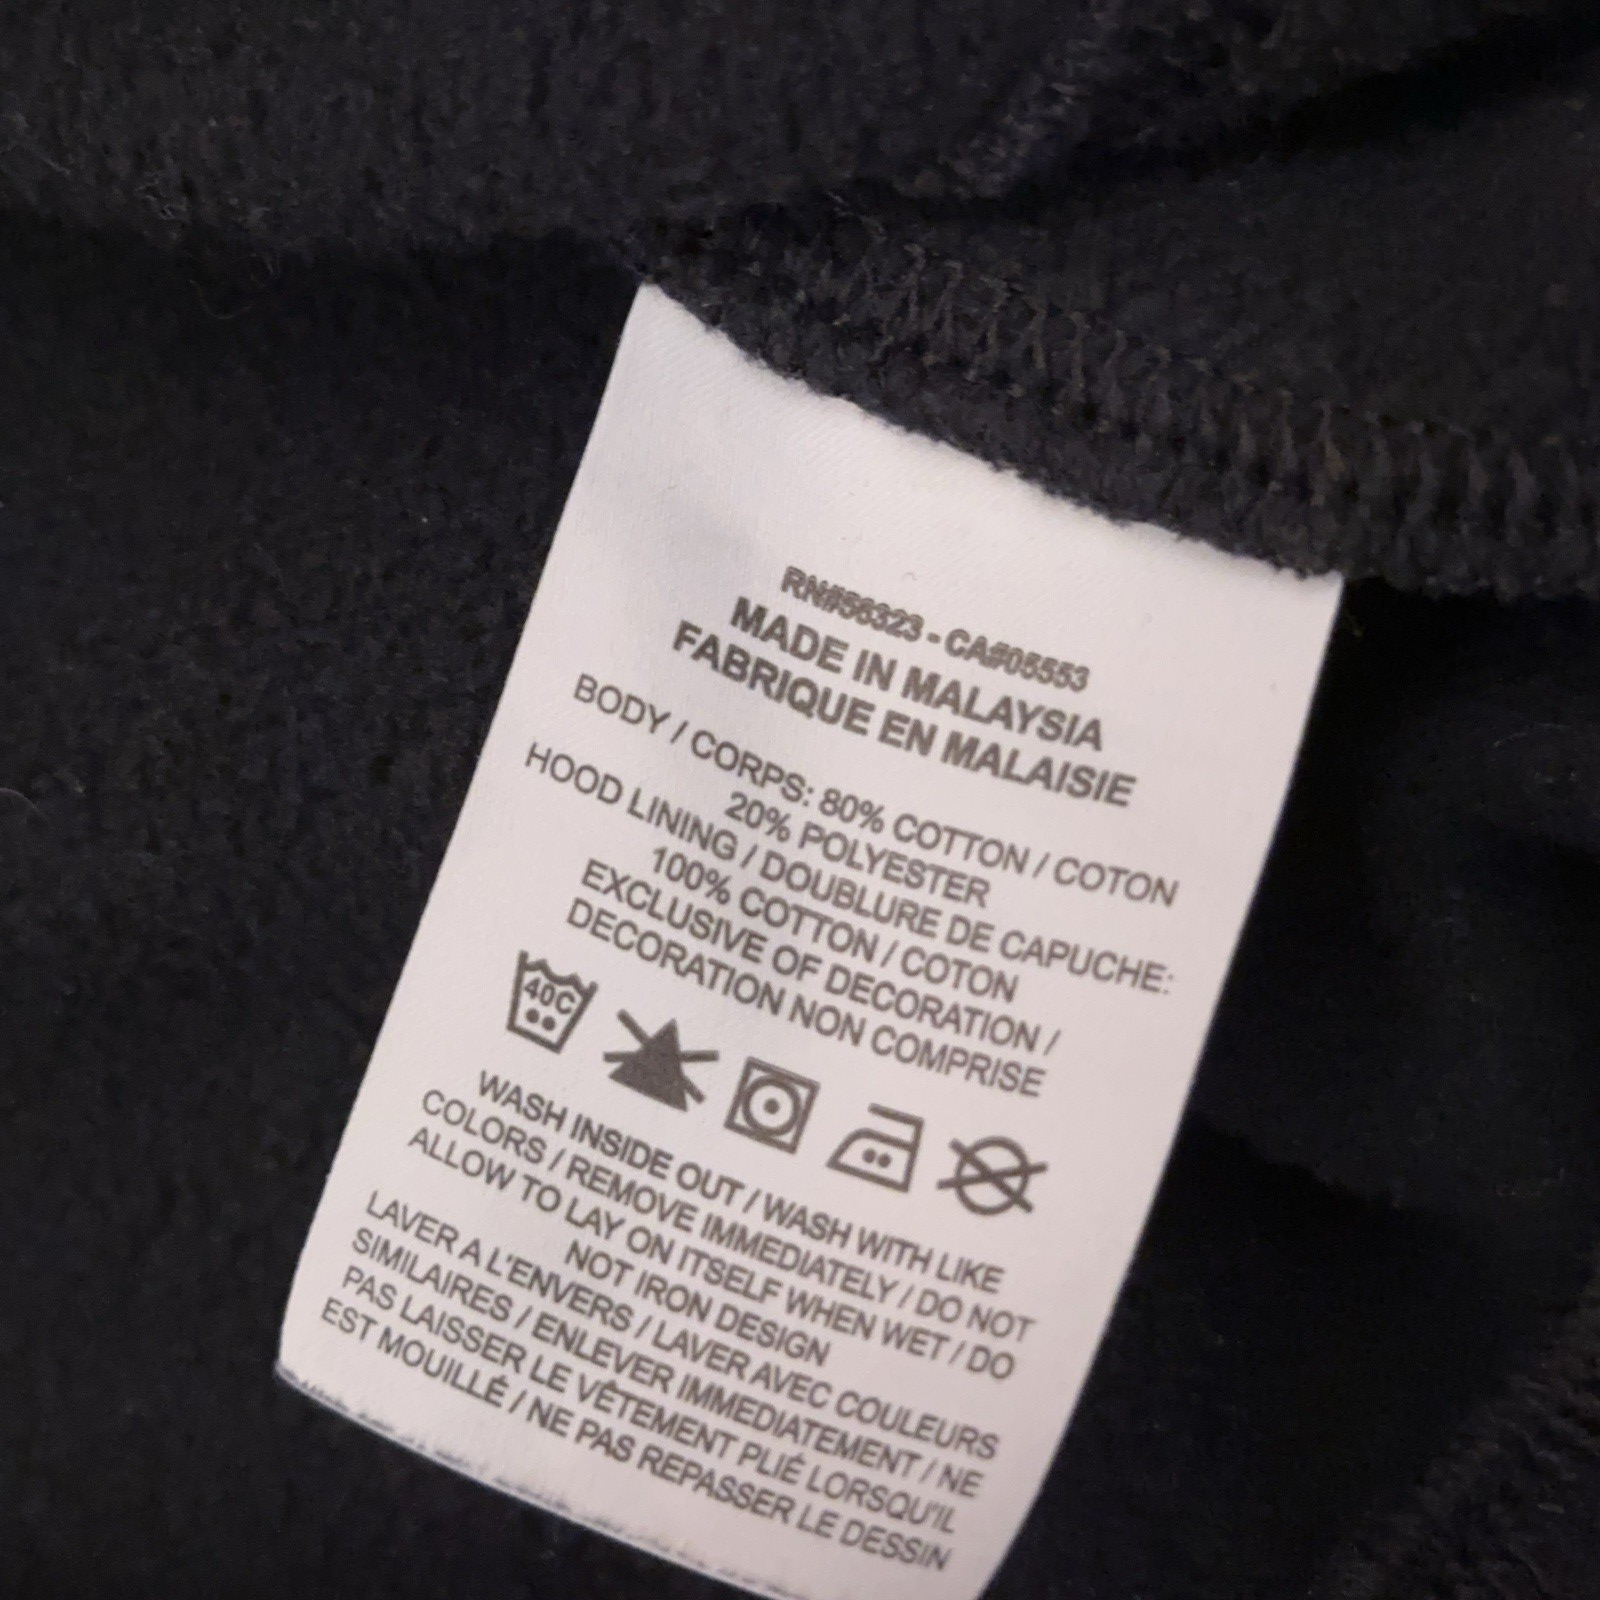 RN#56323 - CA#05553
MADE IN MALAYSIA
FABRIQUE EN MALAISIE
BODY / CORPS: 80% COTTON / COTON
20% POLYESTER
HOOD LINING / DOUBLURE DE CAPUCHE:
100% COTTON / COTON
EXCLUSIVE OF DECORATION /
DECORATION NON COMPRISE
40C
WASH INSIDE OUT / WASH WITH LIKE
COLORS / REMOVE IMMEDIATELY / DO NOT
ALLOW TO LAY ON ITSELF WHEN WET / DO
NOT IRON DESIGN
LAVER A L'ENVERS / LAVER AVEC COULEURS
SIMILAIRES / ENLEVER IMMEDIATEMENT / NE
PAS LAISSER LE VÊTEMENT PLIÉ LORSQU'IL
EST MOUILLÉ / NE PAS REPASSER LE DESSIN